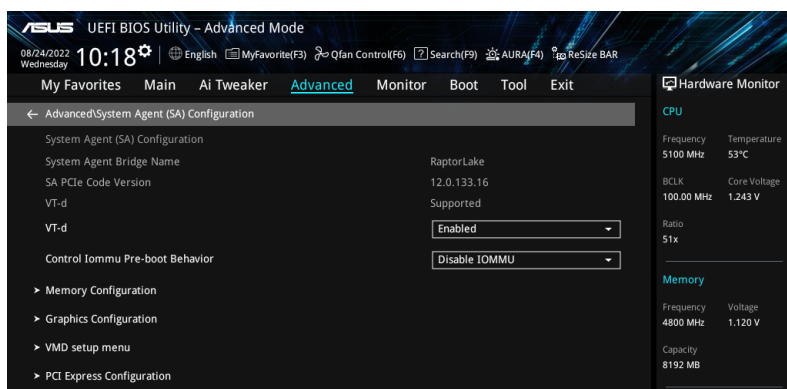 ASUS UEFI BIOS Utility – Advanced Mode
08/24/2022 Wednesday 10:18 English MyFavorite(F3) Qfan Control(F6) ? Search(F9) AURA(F4) ReSize BAR
My Favorites Main Ai Tweaker Advanced Monitor Boot Tool Exit
← Advanced\System Agent (SA) Configuration
System Agent (SA) Configuration
System Agent Bridge Name RaptorLake
SA PCIe Code Version 12.0.133.16
VT-d Supported
VT-d Enabled
Control Iommu Pre-boot Behavior Disable IOMMU
> Memory Configuration
> Graphics Configuration
> VMD setup menu
> PCI Express Configuration
Hardware Monitor
CPU
Frequency Temperature
5100 MHz 53°C
BCLK Core Voltage
100.00 MHz 1.243 V
Ratio
51x
Memory
Frequency Voltage
4800 MHz 1.120 V
Capacity
8192 MB